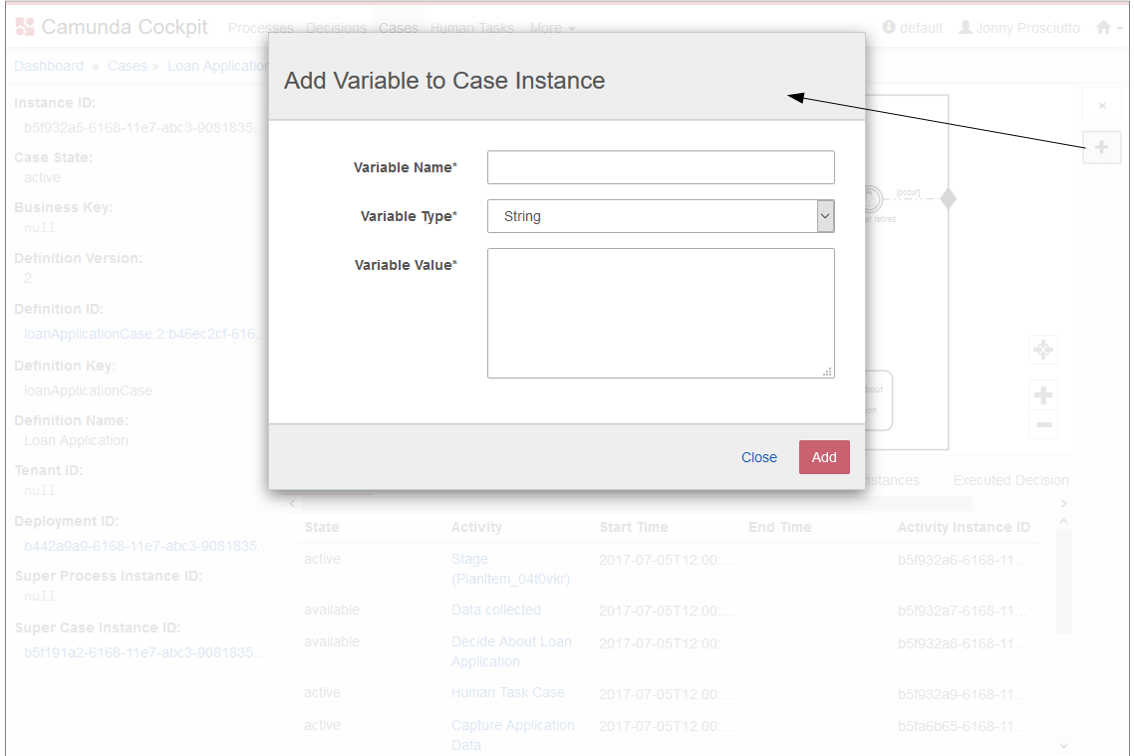 Camunda Cockpit Processes Decisions Cases Human Tasks More default Jonny Prosciutto
Dashboard » Cases » Loan Application
Add Variable to Case Instance
Variable Name*
Variable Type* String
Variable Value*
Close Add
Instance ID:
b5f932a5-6168-11e7-abc3-9081835...
Case State:
active
Business Key:
null
Definition Version:
2
Definition ID:
loanApplicationCase:2:b46ec2cf-616...
Definition Key:
loanApplicationCase
Definition Name:
Loan Application
Tenant ID:
null
Deployment ID:
b442a9a9-6168-11e7-abc3-9081835...
Super Process Instance ID:
null
Super Case Instance ID:
b5f191a2-6168-11e7-abc3-9081835...
[occur]
retired
Executed Decision
State Activity Start Time End Time Activity Instance ID
active Stage (PlanItem_04t0vkr) 2017-07-05T12:00:... b5f932a6-6168-11...
available Data collected 2017-07-05T12:00:... b5f932a7-6168-11...
available Decide About Loan Application 2017-07-05T12:00:... b5f932a8-6168-11...
active Human Task Case 2017-07-05T12:00:... b5f932a9-6168-11...
active Capture Application Data 2017-07-05T12:00:... b5fa6b65-6168-11...